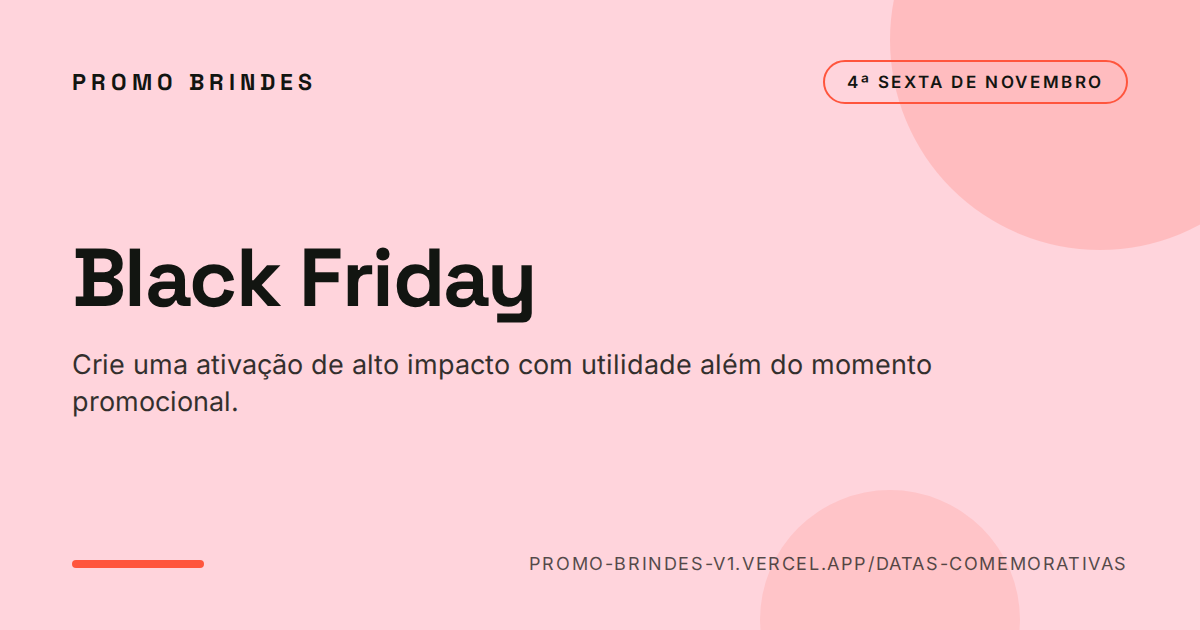 PROMO BRINDES
4ª SEXTA DE NOVEMBRO
Black Friday
Crie uma ativação de alto impacto com utilidade além do momento
promocional.
PROMO-BRINDES-V1.VERCEL.APP/DATAS-COMEMORATIVAS